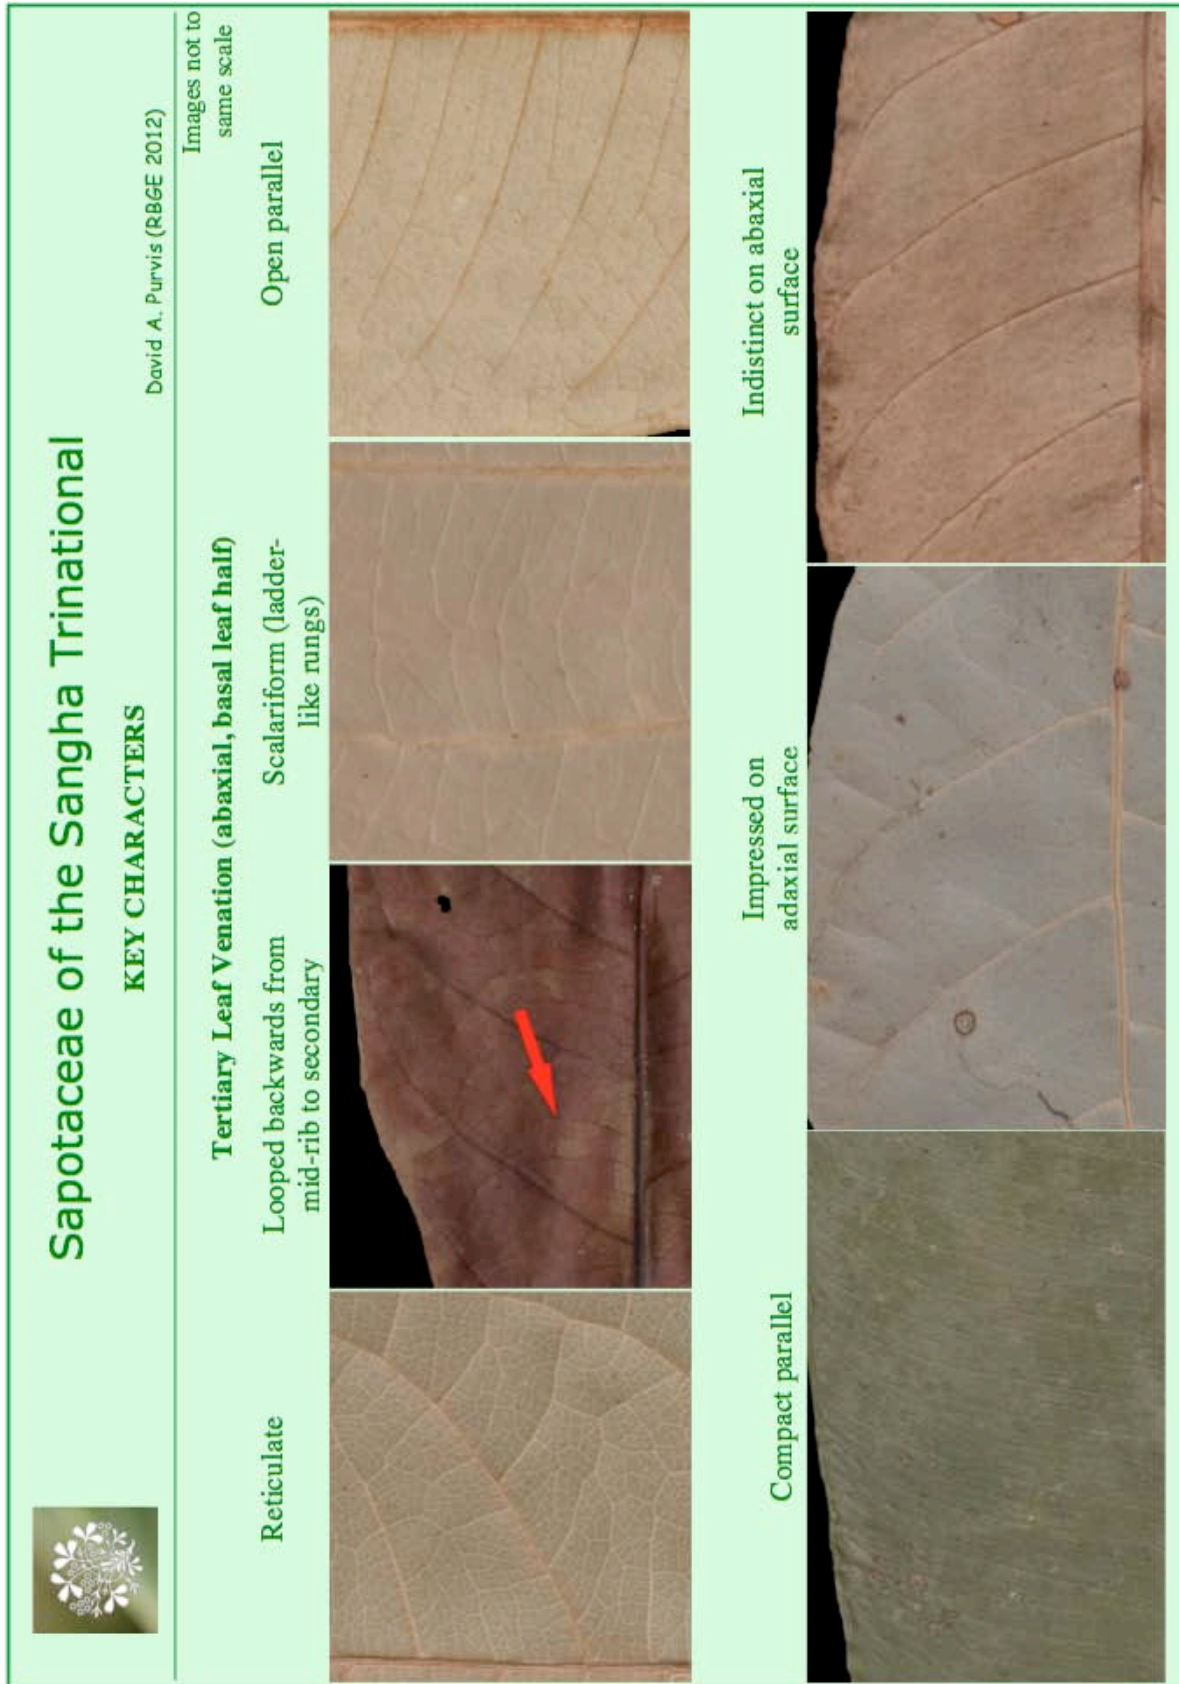 Sapotaceae of the Sangha Trinational
KEY CHARACTERS
David A. Purvis (RBGE 2012)
Images not to
same scale
Tertiary Leaf Venation (abaxial, basal leaf half)
Reticulate
Looped backwards from
mid-rib to secondary
Scalariform (ladder-
like rungs)
Open parallel
Compact parallel
Impressed on
adaxial surface
Indistinct on abaxial
surface